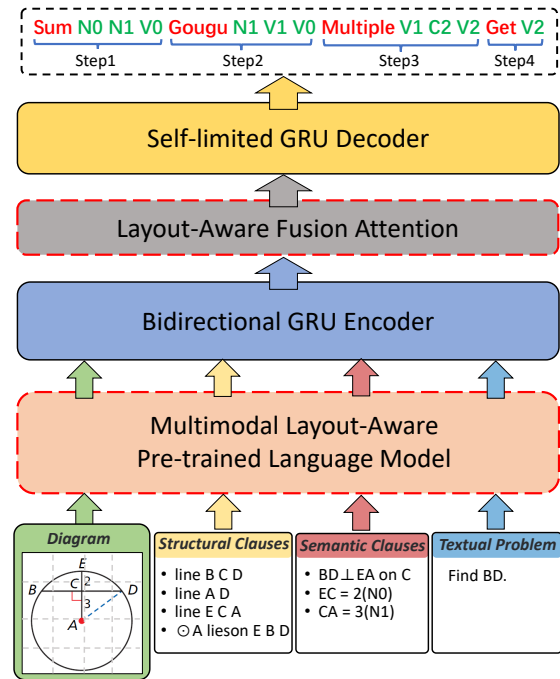 Sum N0 N1 V0 Gougu N1 V1 V0 Multiple V1 C2 V2 Get V2
Step1 Step2 Step3 Step4
Self-limited GRU Decoder
Layout-Aware Fusion Attention
Bidirectional GRU Encoder
Multimodal Layout-Aware
Pre-trained Language Model
Diagram
E
2
B C D
3
A
Structural Clauses
• line B C D
• line A D
• line E C A
• ⊙A lieson E B D
Semantic Clauses
• BD⊥EA on C
• EC = 2(N0)
• CA = 3(N1)
Textual Problem
Find BD.